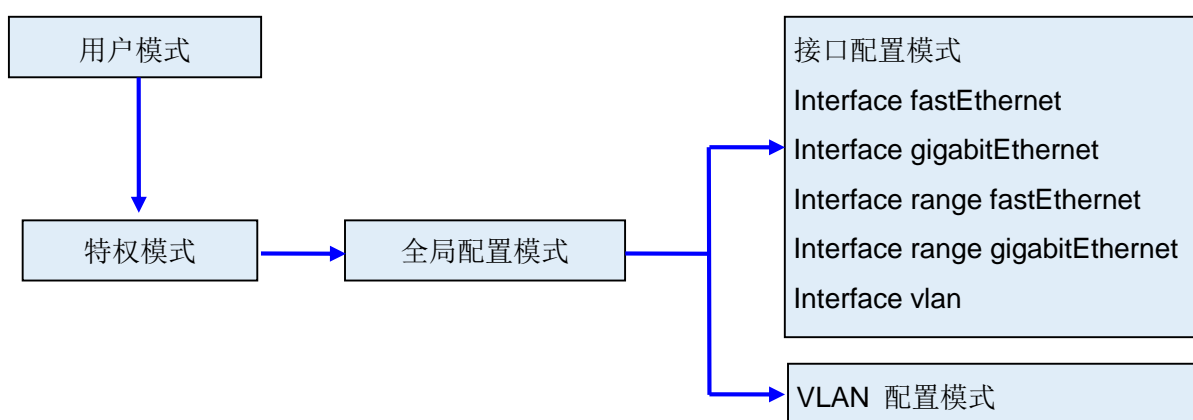 用户模式
特权模式
全局配置模式
接口配置模式
Interface fastEthernet
Interface gigabitEthernet
Interface range fastEthernet
Interface range gigabitEthernet
Interface vlan
VLAN 配置模式